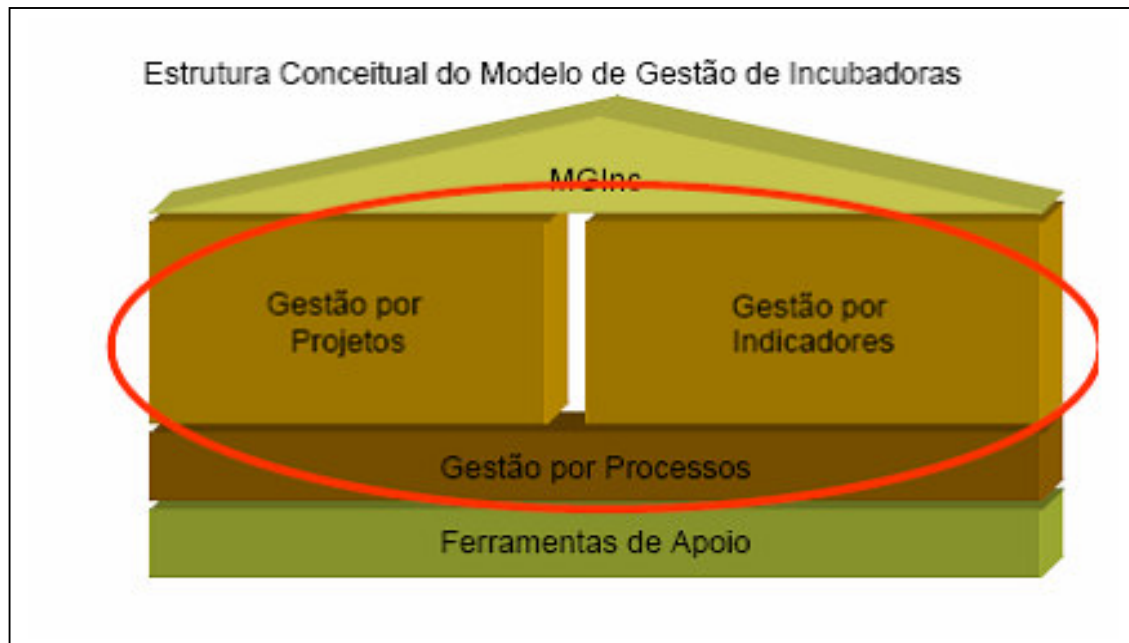 Estrutura Conceitual do Modelo de Gestão de Incubadoras
MGInc
Gestão por
Projetos
Gestão por
Indicadores
Gestão por Processos
Ferramentas de Apoio